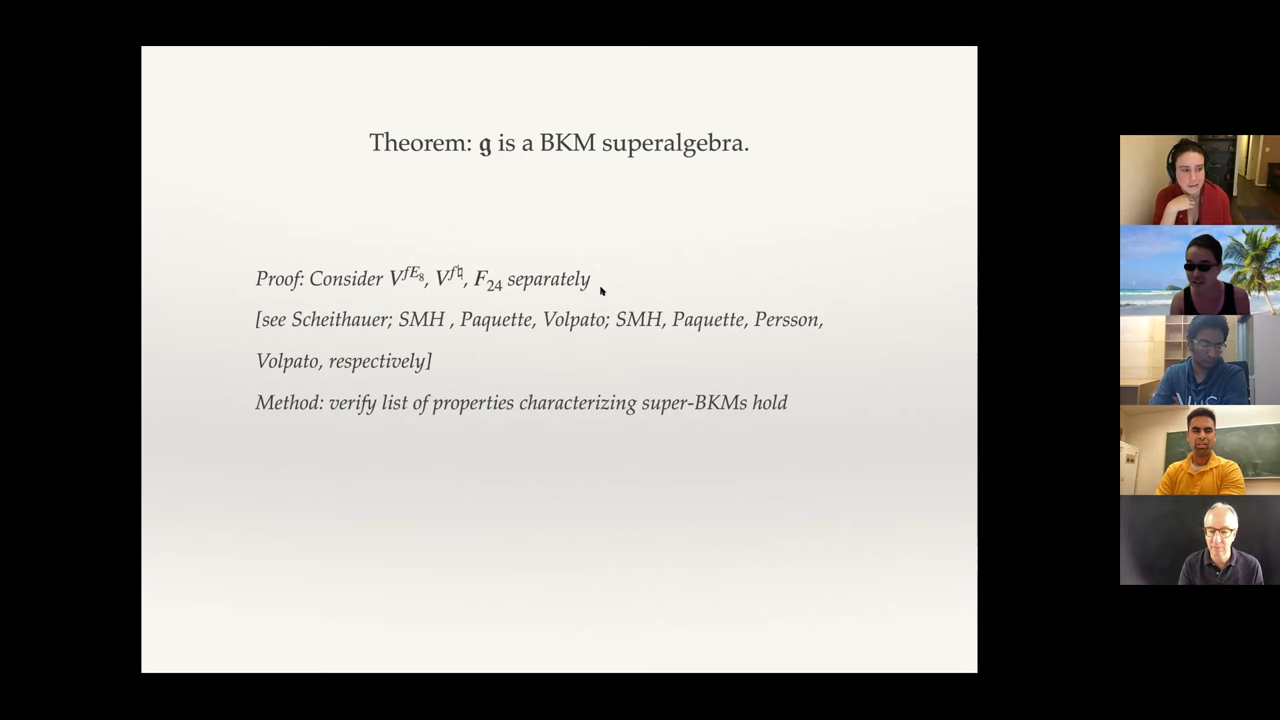 Theorem: 𝔤 is a BKM superalgebra.
Proof: Consider V^{fE_8}, V^{f♮}, F_{24} separately
[see Scheithauer; SMH , Paquette, Volpato; SMH, Paquette, Persson,
Volpato, respectively]
Method: verify list of properties characterizing super-BKMs hold